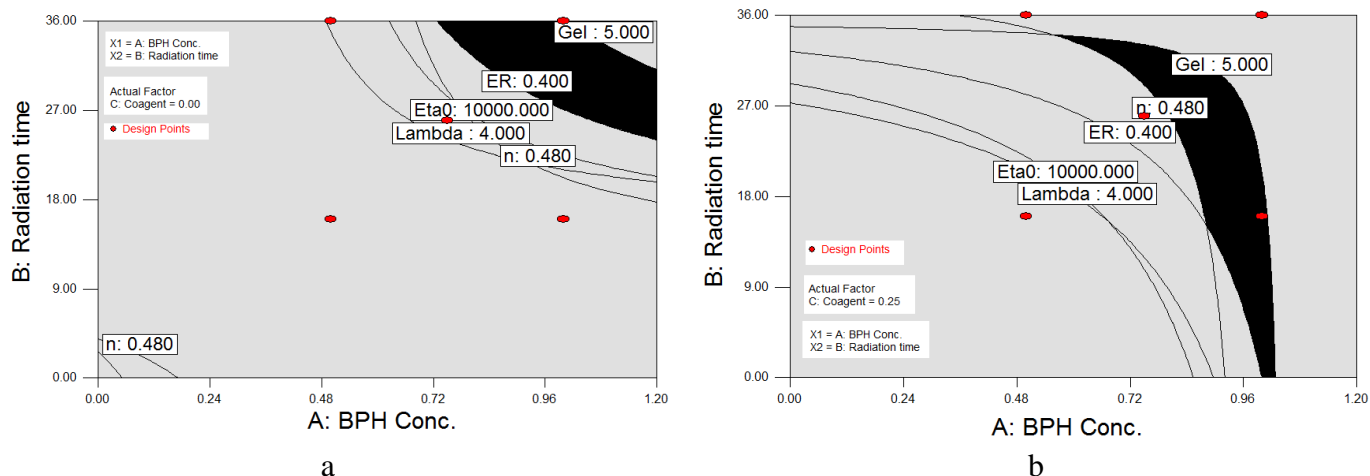 36.00
27.00
18.00
9.00
0.00
B: Radiation time
X1 = A: BPH Conc.
X2 = B: Radiation time
Actual Factor
C: Coagent = 0.00
Design Points
Gel : 5.000
ER: 0.400
Eta0: 10000.000
Lambda : 4.000
n: 0.480
n: 0.480
0.00 0.24 0.48 0.72 0.96 1.20
A: BPH Conc.
a
36.00
27.00
18.00
9.00
0.00
B: Radiation time
Gel : 5.000
n: 0.480
ER: 0.400
Eta0: 10000.000
Lambda : 4.000
Design Points
Actual Factor
C: Coagent = 0.25
X1 = A: BPH Conc.
X2 = B: Radiation time
0.00 0.24 0.48 0.72 0.96 1.20
A: BPH Conc.
b